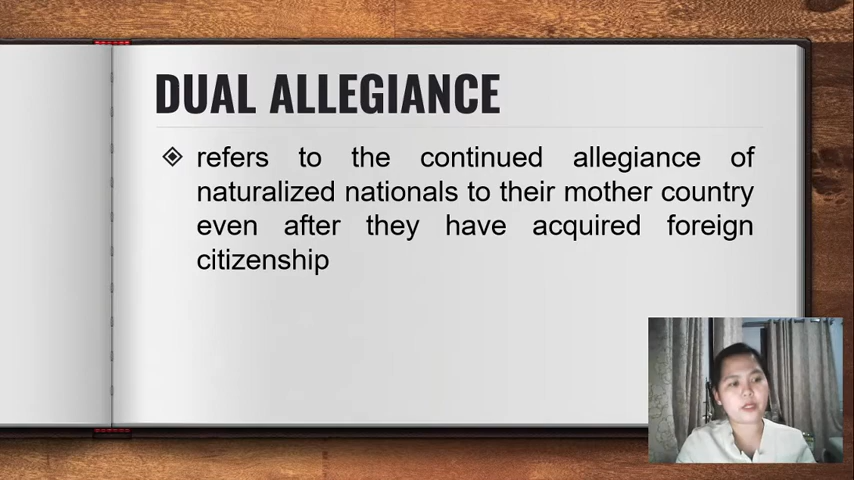 DUAL ALLEGIANCE
refers to the continued allegiance of
naturalized nationals to their mother country
even after they have acquired foreign
citizenship